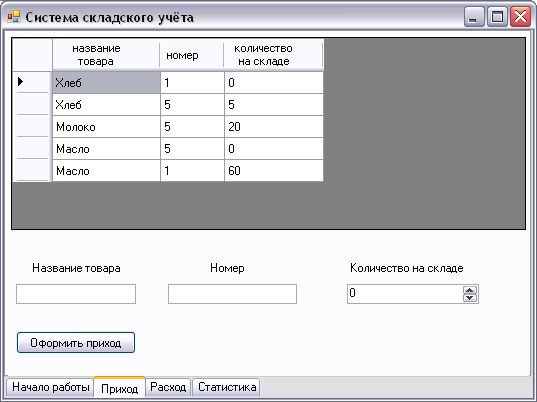 Система складского учёта
название товара номер количество на складе
Хлеб 1 0
Хлеб 5 5
Молоко 5 20
Масло 5 0
Масло 1 60
Название товара Номер Количество на складе
0
Оформить приход
Начало работы Приход Расход Статистика